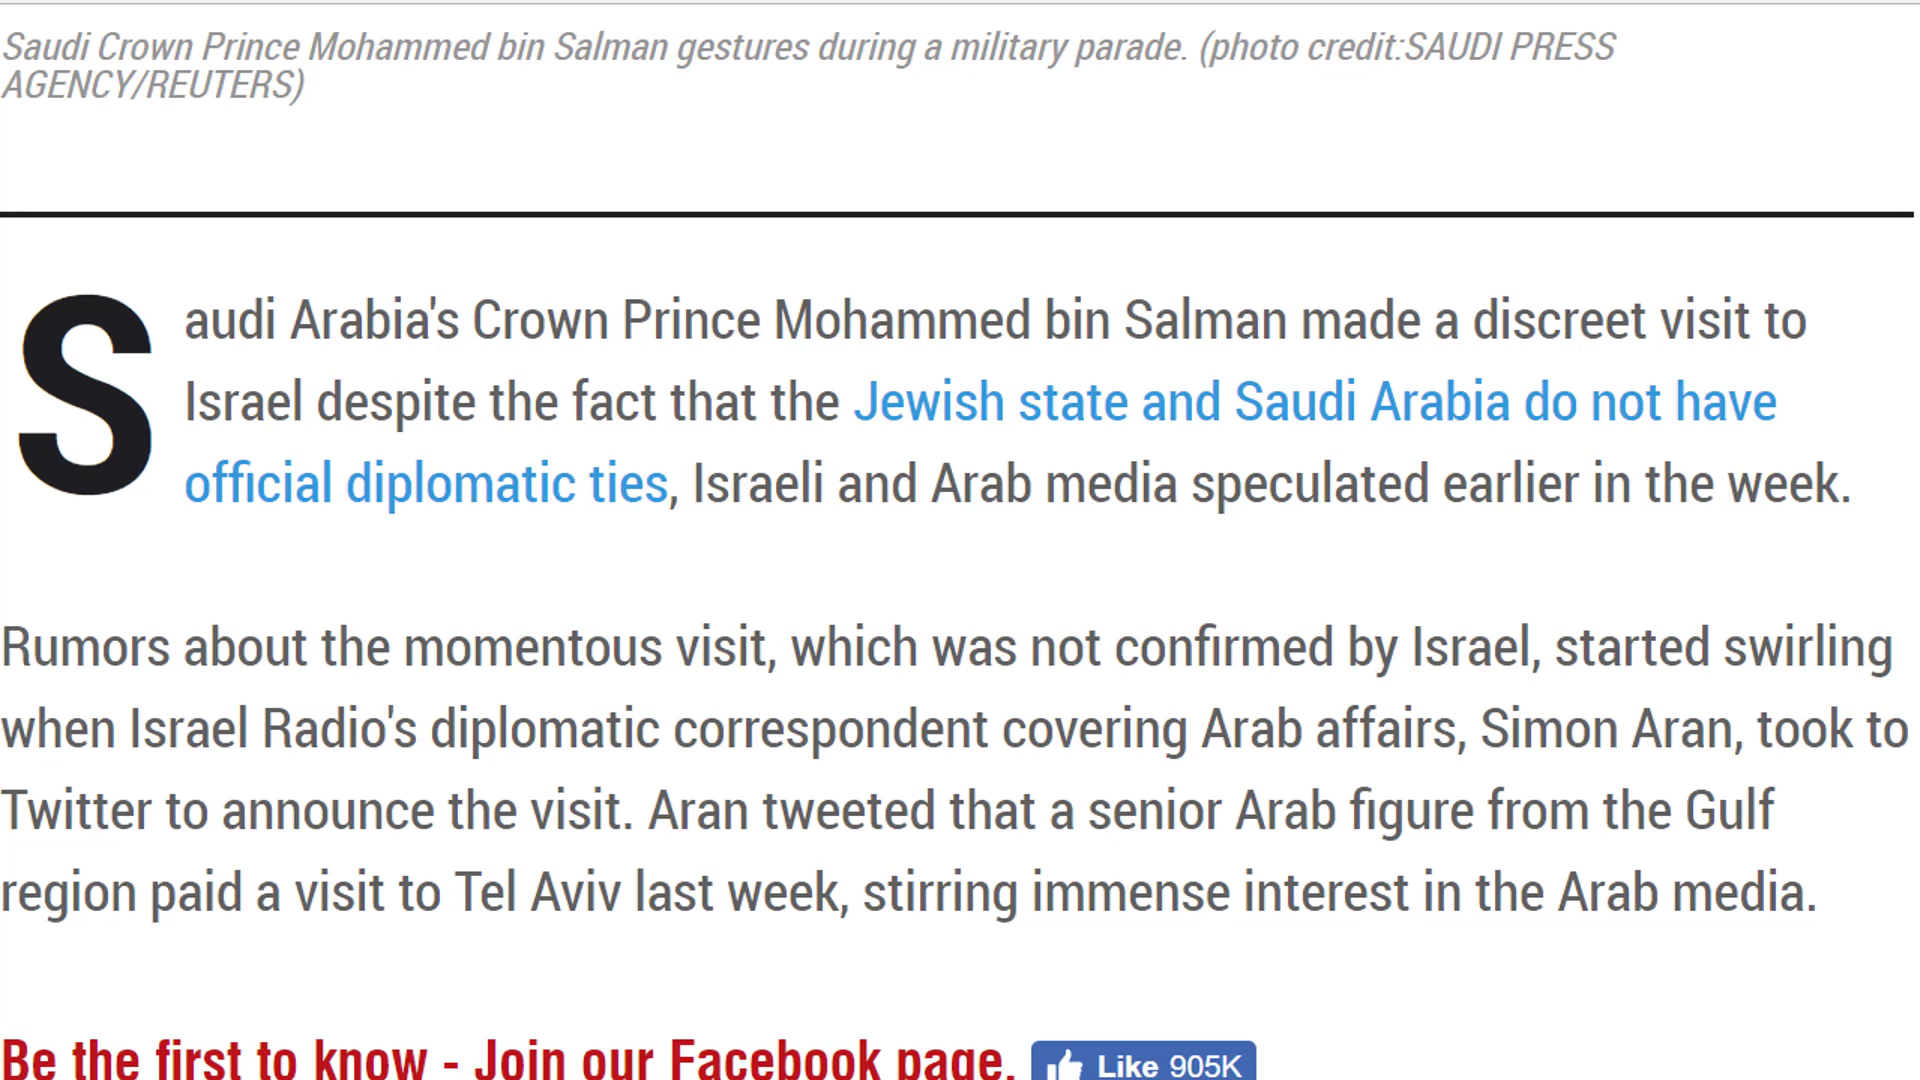 Saudi Crown Prince Mohammed bin Salman gestures during a military parade. (photo credit:SAUDI PRESS
AGENCY/REUTERS)
Saudi Arabia's Crown Prince Mohammed bin Salman made a discreet visit to
Israel despite the fact that the Jewish state and Saudi Arabia do not have
official diplomatic ties, Israeli and Arab media speculated earlier in the week.
Rumors about the momentous visit, which was not confirmed by Israel, started swirling
when Israel Radio's diplomatic correspondent covering Arab affairs, Simon Aran, took to
Twitter to announce the visit. Aran tweeted that a senior Arab figure from the Gulf
region paid a visit to Tel Aviv last week, stirring immense interest in the Arab media.
Be the first to know - Join our Facebook page. Like 905K